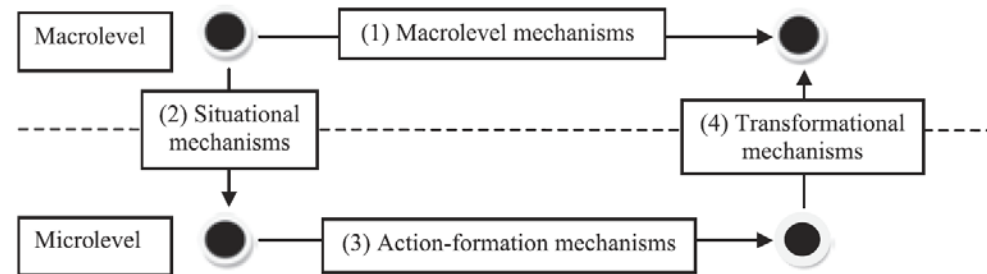 Macrolevel
(1) Macrolevel mechanisms
(2) Situational
mechanisms
(4) Transformational
mechanisms
Microlevel
(3) Action-formation mechanisms